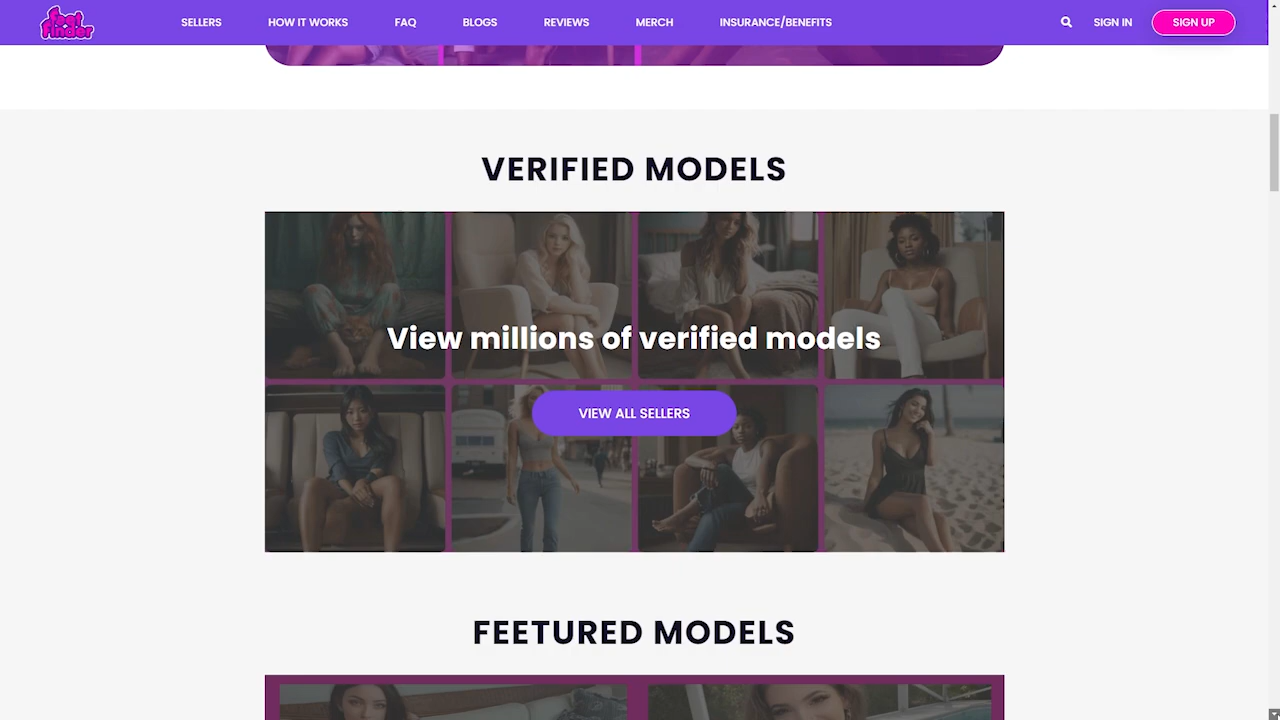 feet
finder
SELLERS
HOW IT WORKS
FAQ
BLOGS
REVIEWS
MERCH
INSURANCE/BENEFITS
SIGN IN
SIGN UP
VERIFIED MODELS
View millions of verified models
VIEW ALL SELLERS
FEETURED MODELS